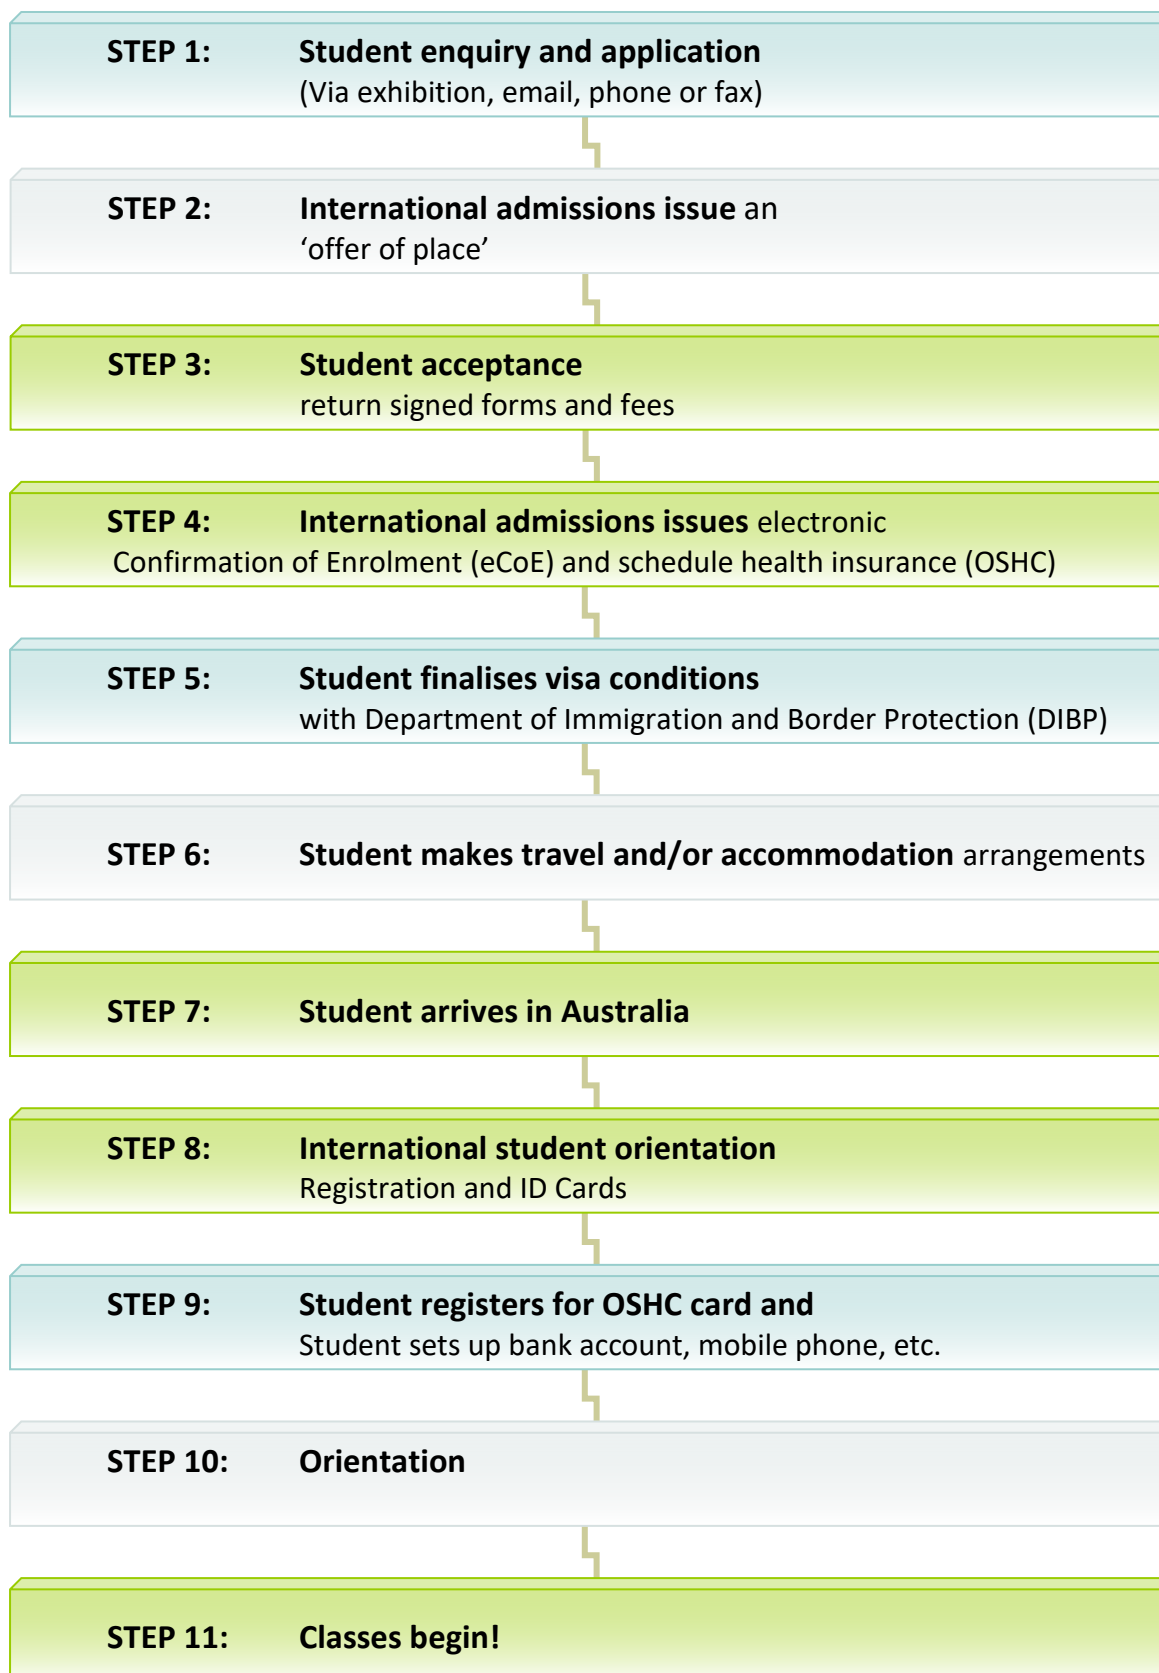 STEP 1: Student enquiry and application
(Via exhibition, email, phone or fax)
STEP 2: International admissions issue an
‘offer of place’
STEP 3: Student acceptance
return signed forms and fees
STEP 4: International admissions issues electronic
Confirmation of Enrolment (eCoE) and schedule health insurance (OSHC)
STEP 5: Student finalises visa conditions
with Department of Immigration and Border Protection (DIBP)
STEP 6: Student makes travel and/or accommodation arrangements
STEP 7: Student arrives in Australia
STEP 8: International student orientation
Registration and ID Cards
STEP 9: Student registers for OSHC card and
Student sets up bank account, mobile phone, etc.
STEP 10: Orientation
STEP 11: Classes begin!